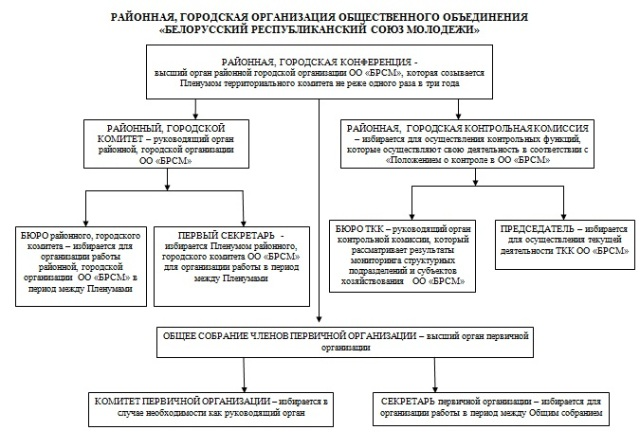 РАЙОННАЯ, ГОРОДСКАЯ ОРГАНИЗАЦИЯ ОБЩЕСТВЕННОГО ОБЪЕДИНЕНИЯ
«БЕЛОРУССКИЙ РЕСПУБЛИКАНСКИЙ СОЮЗ МОЛОДЕЖИ»
РАЙОННАЯ, ГОРОДСКАЯ КОНФЕРЕНЦИЯ -
высший орган районной городской организации ОО «БРСМ», которая созывается
Пленумом территориального комитета не реже одного раза в три года
РАЙОННЫЙ, ГОРОДСКОЙ
КОМИТЕТ – руководящий орган
районной, городской организации
ОО «БРСМ»
РАЙОННАЯ, ГОРОДСКАЯ КОНТРОЛЬНАЯ КОМИССИЯ
– избирается для осуществления контрольных функций,
которые осуществляют свою деятельность в соответствии с
«Положением о контроле в ОО «БРСМ»
БЮРО районного, городского
комитета – избирается для
организации работы
районной, городской
организации ОО «БРСМ» в
период между Пленумами
ПЕРВЫЙ СЕКРЕТАРЬ -
избирается Пленумом районного,
городского комитета ОО «БРСМ»
для организации работы в период
между Пленумами
БЮРО ТКК – руководящий орган
контрольной комиссии, который
рассматривает результаты
мониторинга структурных
подразделений и субъектов
хозяйствования ОО «БРСМ»
ПРЕДСЕДАТЕЛЬ – избирается
для осуществления текущей
деятельности ТКК ОО «БРСМ»
ОБЩЕЕ СОБРАНИЕ ЧЛЕНОВ ПЕРВИЧНОЙ ОРГАНИЗАЦИИ – высший орган первичной
организации
КОМИТЕТ ПЕРВИЧНОЙ ОРГАНИЗАЦИИ – избирается в
случае необходимости как руководящий орган
СЕКРЕТАРЬ первичной организации – избирается для
организации работы в период между Общим собранием